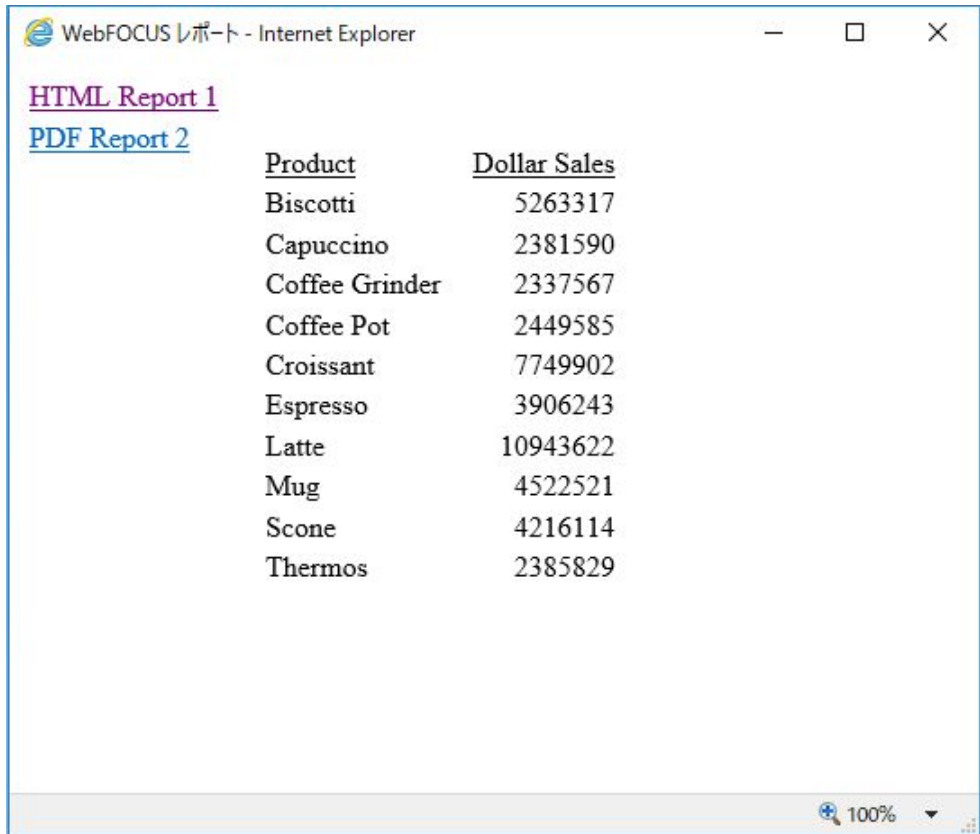 WebFOCUS レポート - Internet Explorer
HTML Report 1
PDF Report 2
Product Dollar Sales
Biscotti 5263317
Capuccino 2381590
Coffee Grinder 2337567
Coffee Pot 2449585
Croissant 7749902
Espresso 3906243
Latte 10943622
Mug 4522521
Scone 4216114
Thermos 2385829
100%